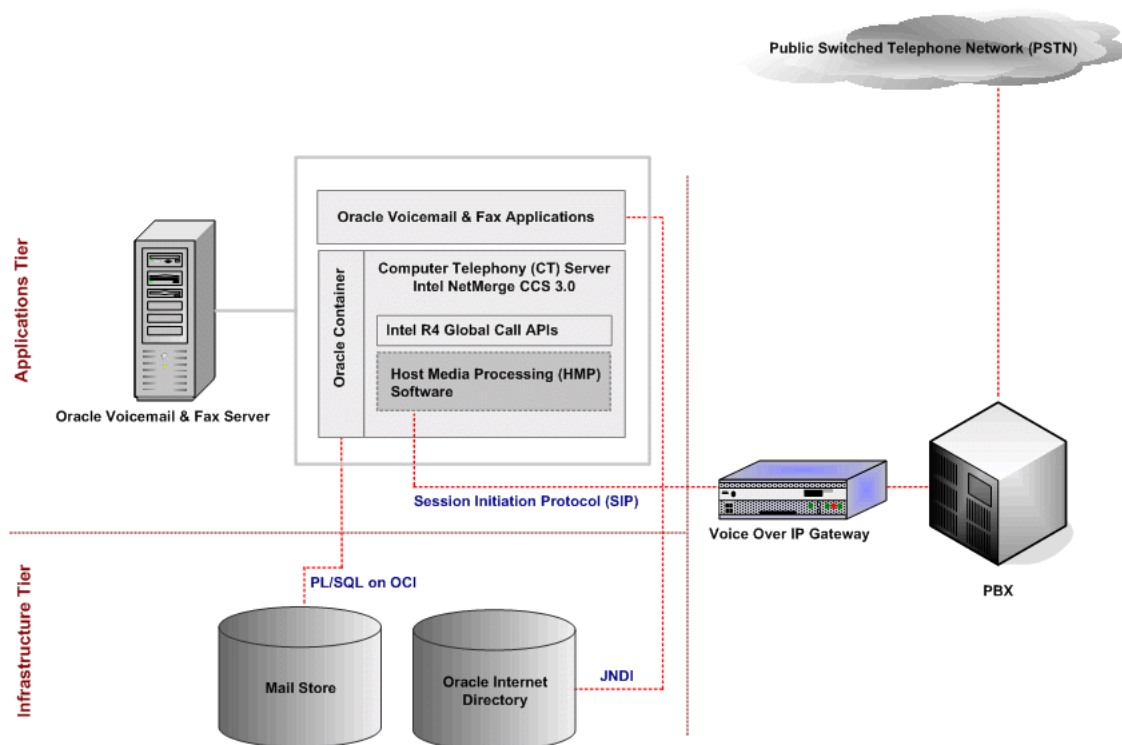 Public Switched Telephone Network (PSTN)
Applications Tier
Oracle Voicemail & Fax Applications
Oracle Container
Computer Telephony (CT) Server
Intel NetMerge CCS 3.0
Intel R4 Global Call APIs
Host Media Processing (HMP)
Software
Oracle Voicemail & Fax Server
Session Initiation Protocol (SIP)
Voice Over IP Gateway
PBX
Infrastructure Tier
PL/SQL on OCI
Mail Store
Oracle Internet
Directory
JNDI